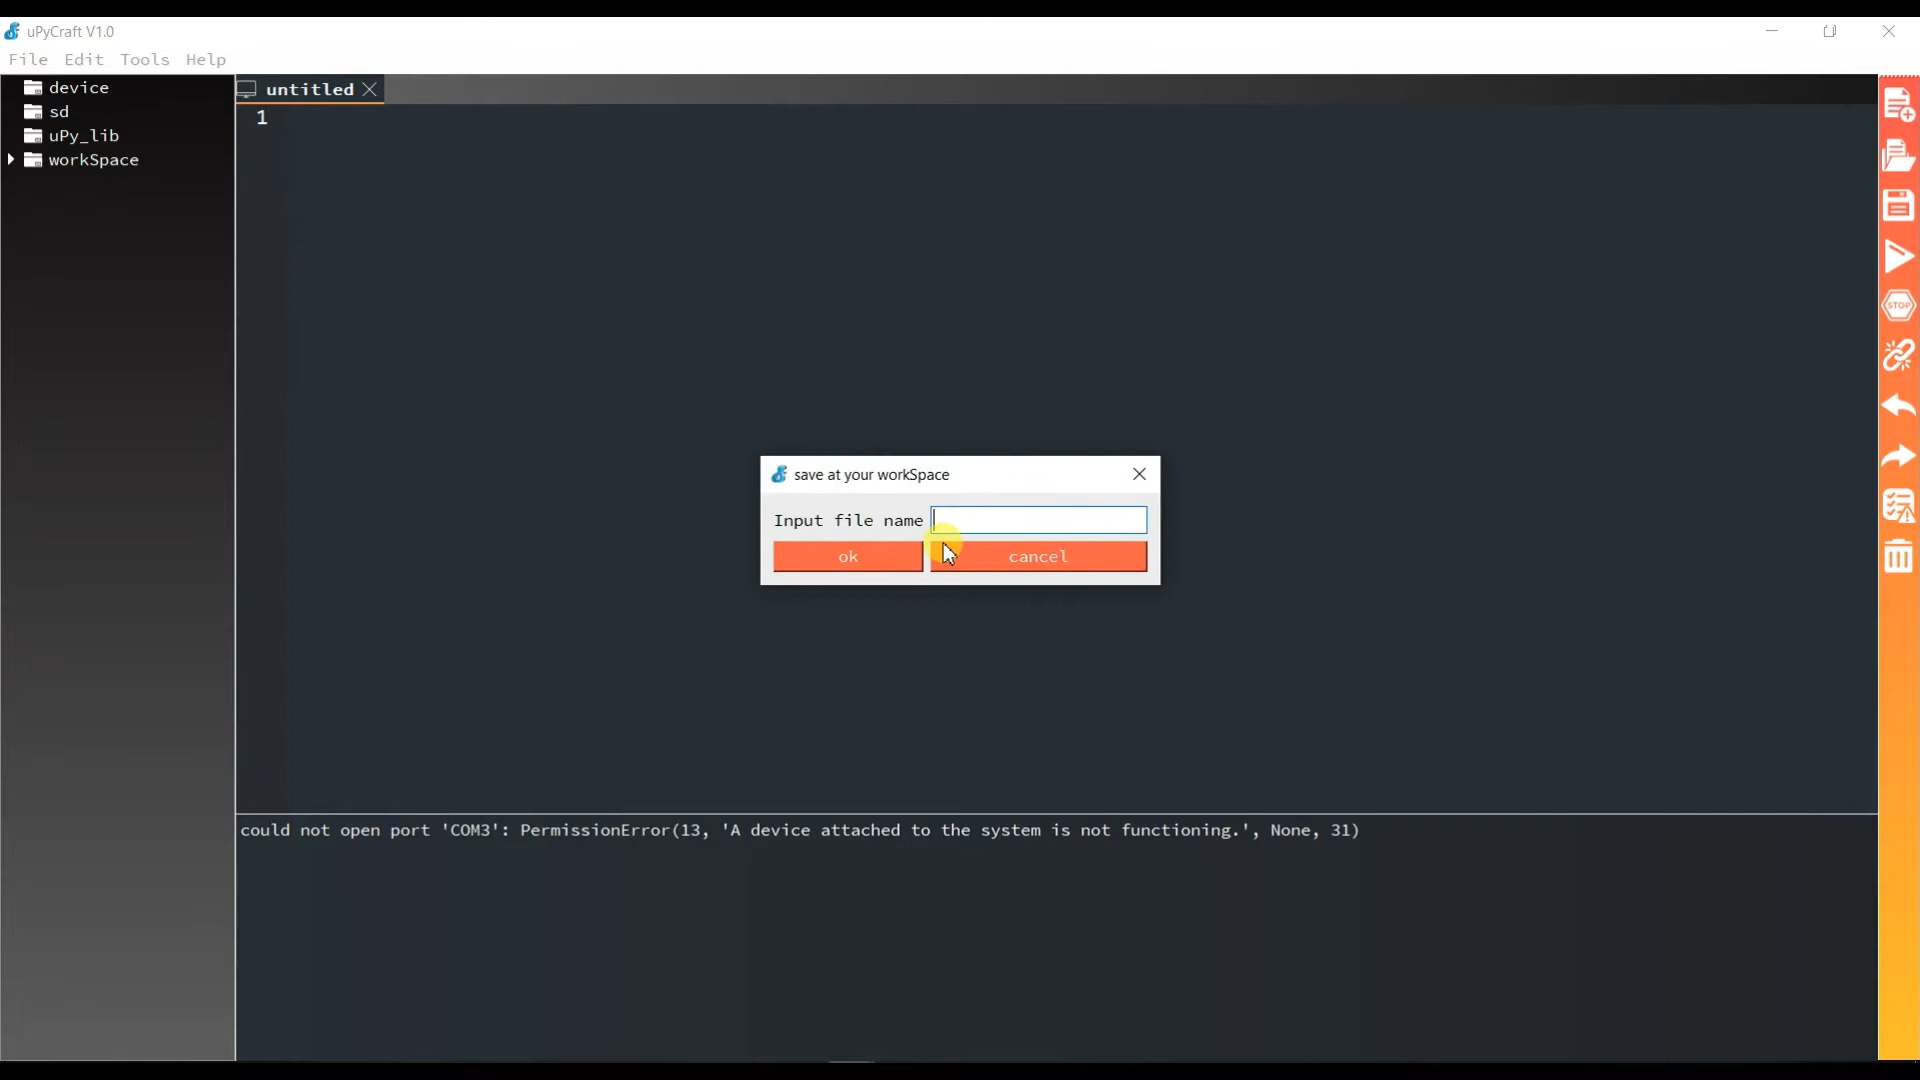 uPyCraft V1.0
File Edit Tools Help
device
sd
uPy_lib
workSpace
untitled
1
save at your workSpace
Input file name
ok cancel
STOP
could not open port 'COM3': PermissionError(13, 'A device attached to the system is not functioning.', None, 31)